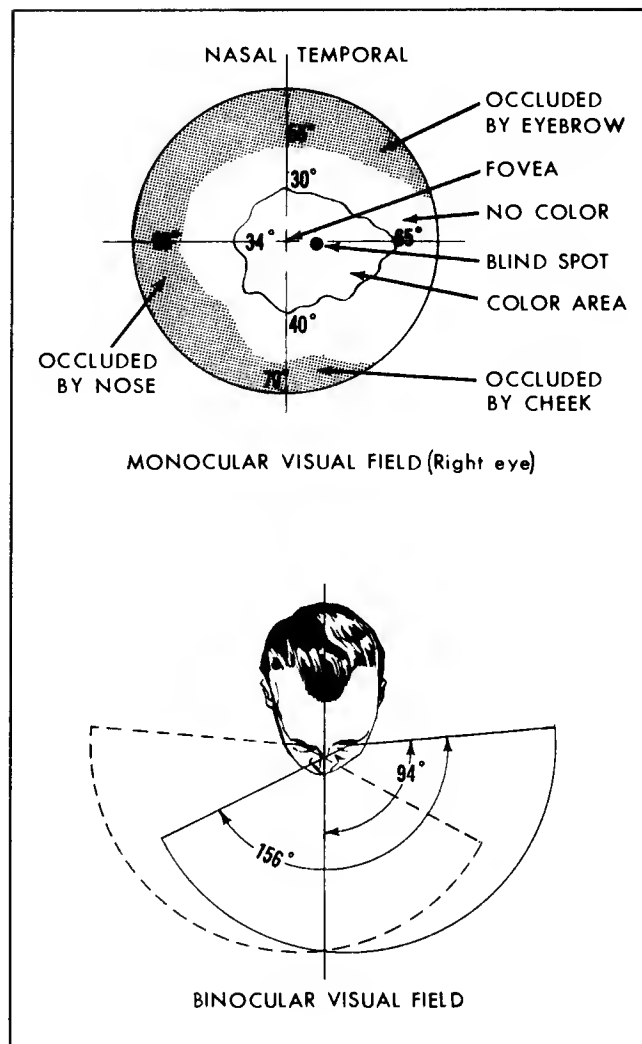 NASAL TEMPORAL
OCCLUDED
BY EYEBROW
FOVEA
30°
NO COLOR
34°
65°
BLIND SPOT
COLOR AREA
40°
OCCLUDED
BY NOSE
70°
OCCLUDED
BY CHEEK
MONOCULAR VISUAL FIELD (Right eye)
94°
156°
BINOCULAR VISUAL FIELD